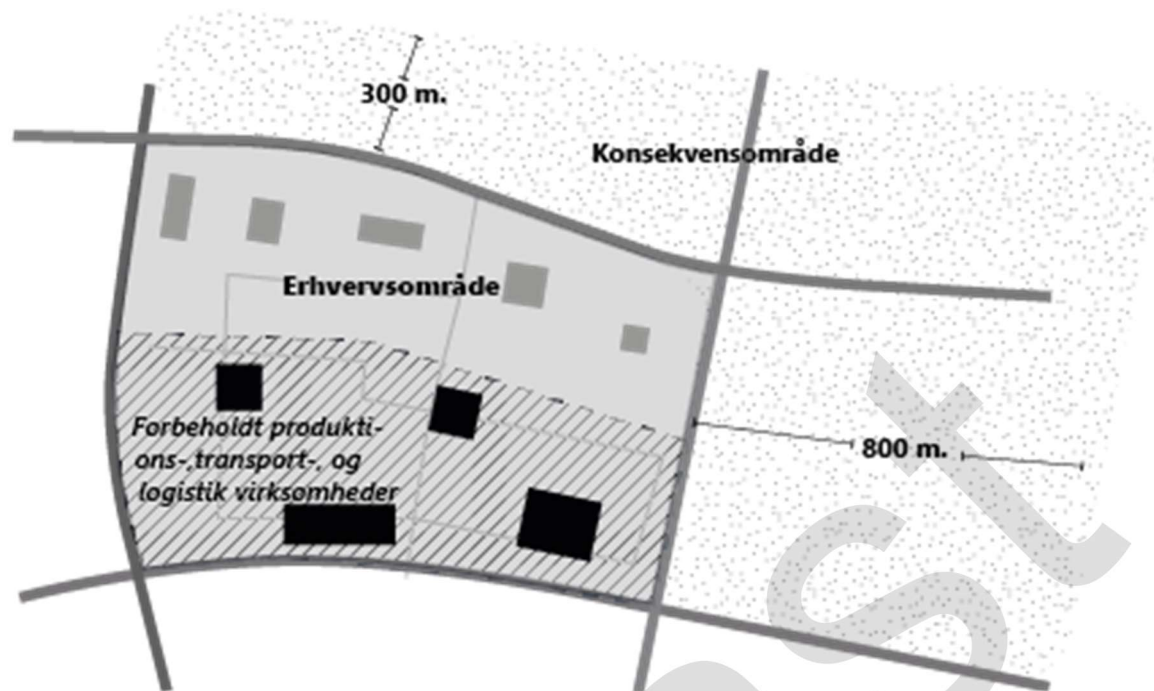 300 m.
Konsekvensområde
Erhvervsområde
Forbeholdt produkti-
ons-,transport-, og
logistik virksomheder
800 m.